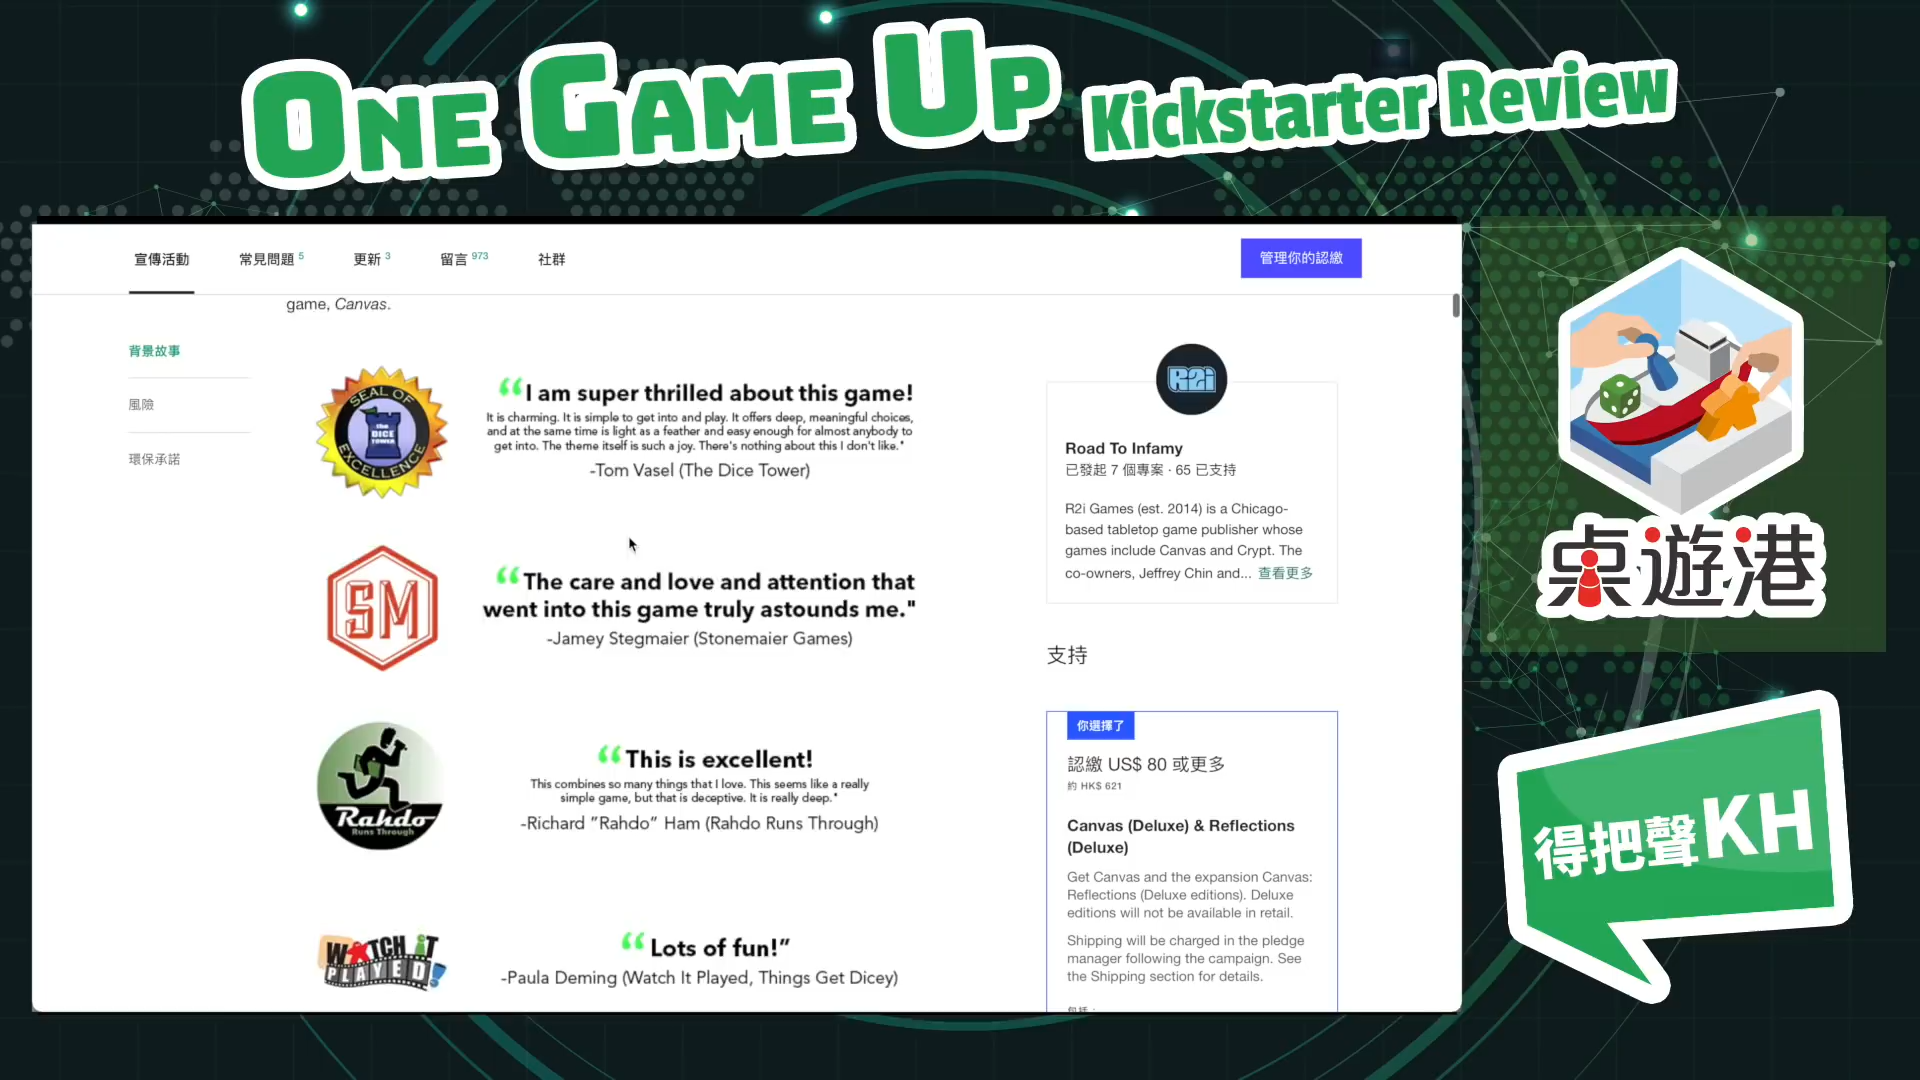 ONE GAME UP Kickstarter Review
宣傳活動 常見問題 5 更新 3 留言 973 社群
管理你的認繳
game, Canvas.
背景故事
風險
環保承諾
SEAL OF
the
DICE
TOWER
EXCELLENCE
“I am super thrilled about this game!
It is charming. It is simple to get into and play. It offers deep, meaningful choices,
and at the same time is light as a feather and easy enough for almost anybody to
get into. The theme itself is such a joy. There's nothing about this I don't like."
-Tom Vasel (The Dice Tower)
SM
“The care and love and attention that
went into this game truly astounds me."
-Jamey Stegmaier (Stonemaier Games)
Rahdo
Runs Through
“This is excellent!
This combines so many things that I love. This seems like a really
simple game, but that is deceptive. It is really deep."
-Richard ”Rahdo” Ham (Rahdo Runs Through)
WATCH IT
PLAYED!
“Lots of fun!”
-Paula Deming (Watch It Played, Things Get Dicey)
R2i
Road To Infamy
已發起 7 個專案 · 65 已支持
R2i Games (est. 2014) is a Chicago-
based tabletop game publisher whose
games include Canvas and Crypt. The
co-owners, Jeffrey Chin and... 查看更多
支持
你選擇了
認繳 US$ 80 或更多
約 HK$ 621
Canvas (Deluxe) & Reflections
(Deluxe)
Get Canvas and the expansion Canvas:
Reflections (Deluxe editions). Deluxe
editions will not be available in retail.
Shipping will be charged in the pledge
manager following the campaign. See
the Shipping section for details.
桌遊港
得把聲KH